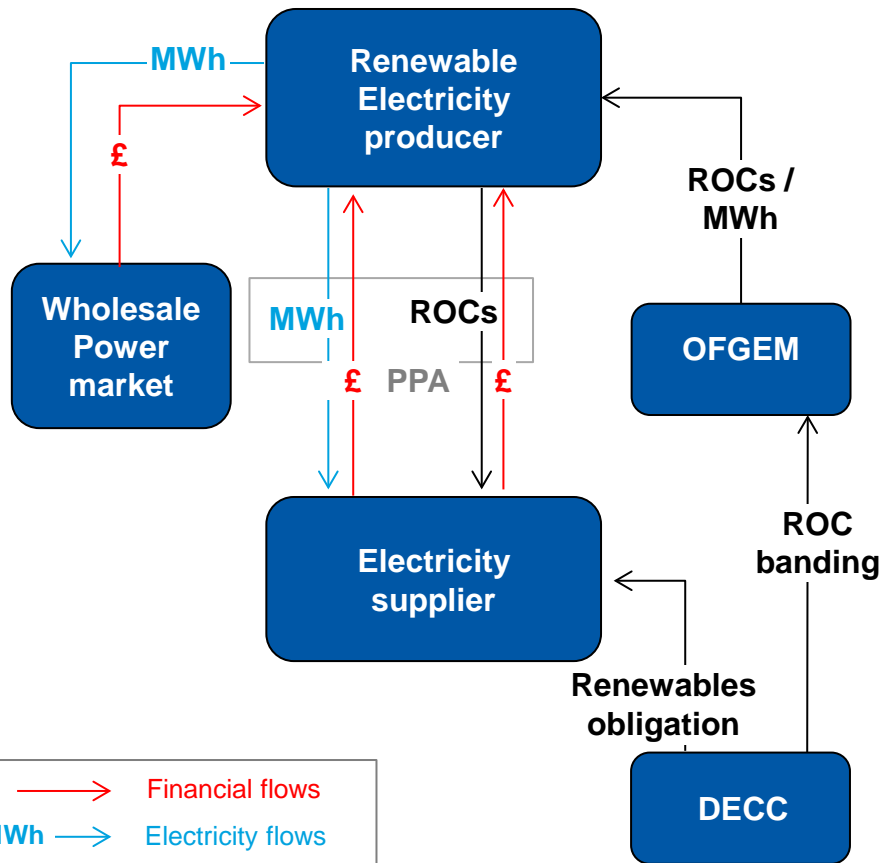 MWh
Renewable
Electricity
producer
£
ROCs /
MWh
Wholesale
Power
market
MWh
ROCs
OFGEM
£
PPA
£
Electricity
supplier
ROC
banding
Renewables
obligation
DECC
Financial flows
Electricity flows